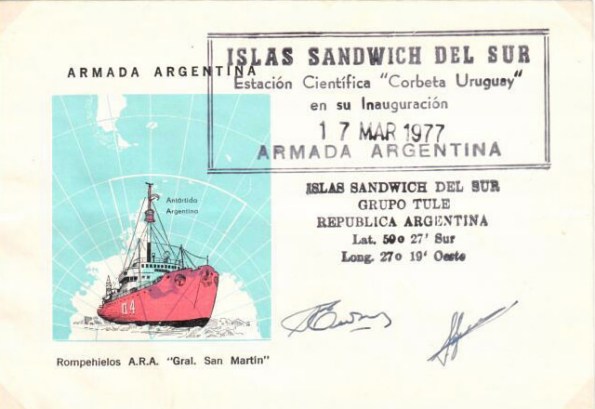 ARMADA ARGENTINA
ISLAS SANDWICH DEL SUR
Estación Científica "Corbeta Uruguay"
en su Inauguración
17 MAR 1977
ARMADA ARGENTINA
ISLAS SANDWICH DEL SUR
GRUPO TULE
REPUBLICA ARGENTINA
Lat. 59o 27' Sur
Long. 27o 19' Oeste
Antártida
Argentina
Q4
Rompehielos A.R.A. "Gral. San Martín"